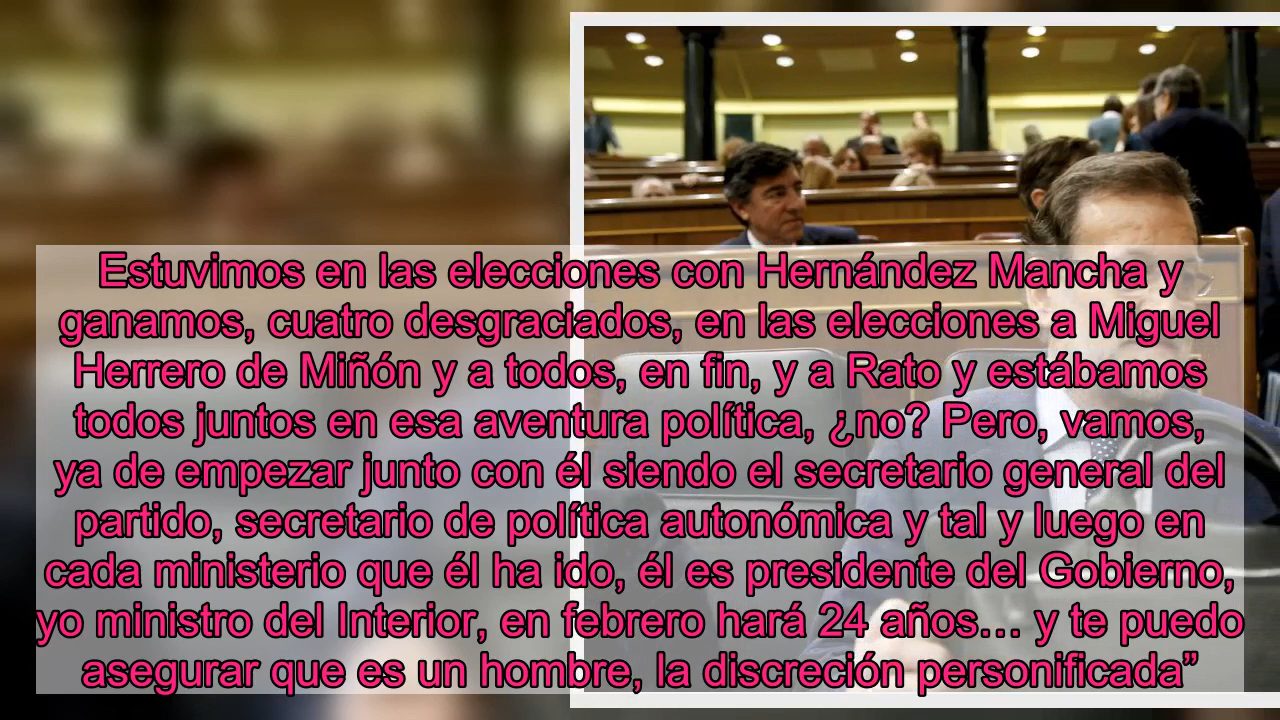 Estuvimos en las elecciones con Hernández Mancha y
ganamos, cuatro desgraciados, en las elecciones a Miguel
Herrero de Miñón y a todos, en fin, y a Rato y estábamos
todos juntos en esa aventura política, ¿no? Pero, vamos,
ya de empezar junto con él siendo el secretario general del
partido, secretario de política autonómica y tal y luego en
cada ministerio que él ha ido, él es presidente del Gobierno,
yo ministro del Interior, en febrero hará 24 años… y te puedo
asegurar que es un hombre, la discreción personificada”